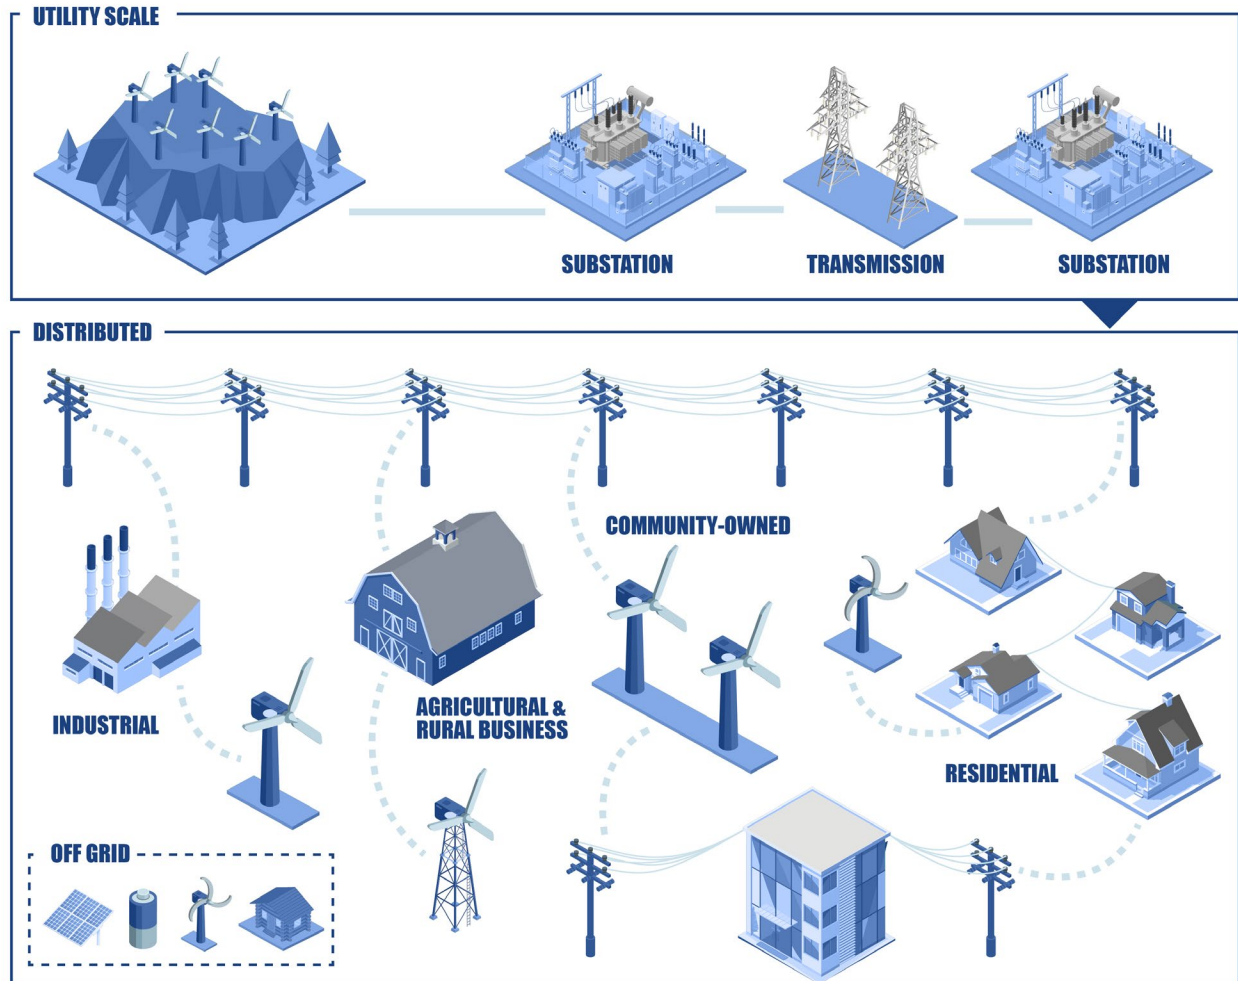 UTILITY SCALE
SUBSTATION
TRANSMISSION
SUBSTATION
DISTRIBUTED
COMMUNITY-OWNED
INDUSTRIAL
AGRICULTURAL &
RURAL BUSINESS
RESIDENTIAL
OFF GRID